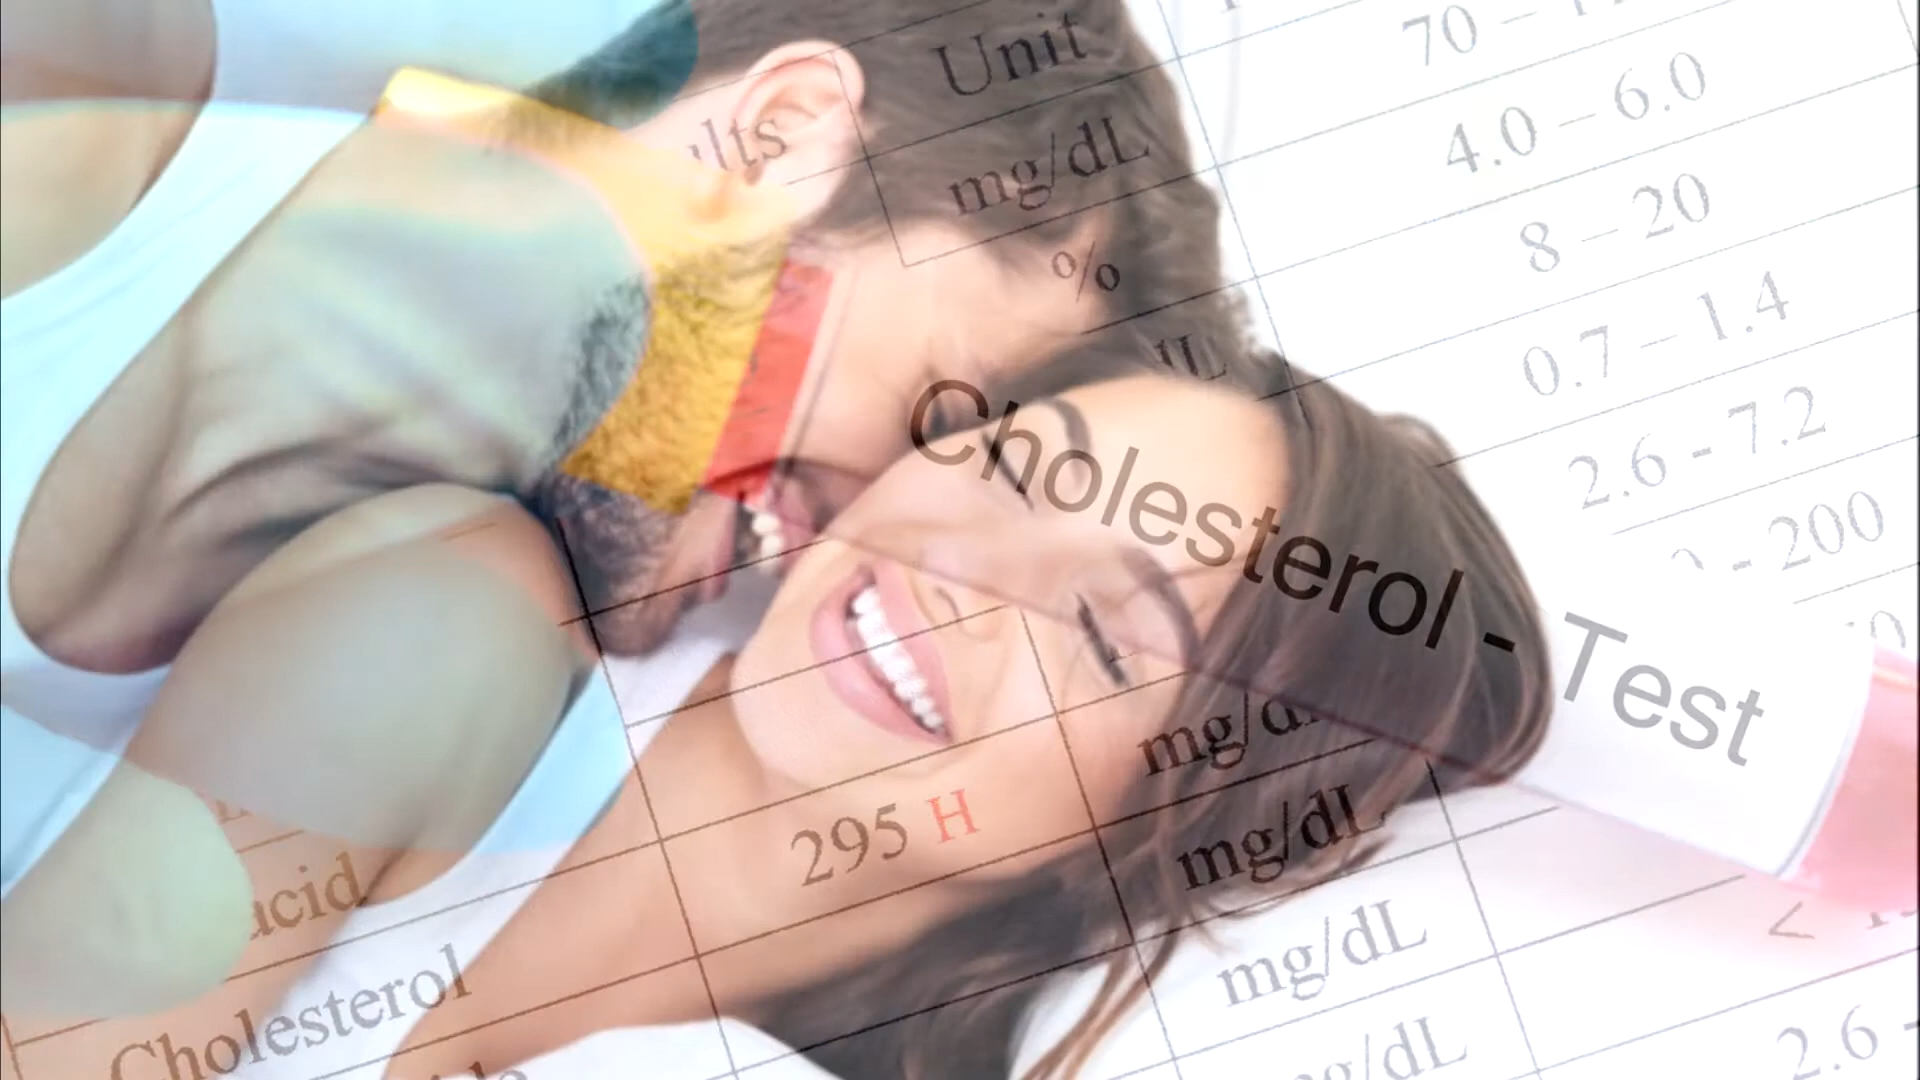 Unit
70 –
mg/dL
4.0 – 6.0
%
8 – 20
dL
0.7 – 1.4
2.6 - 7.2
- 200
Cholesterol - Test
mg/dL
295 H
mg/dL
acid
mg/dL
<
Cholesterol
mg/dL
2.6 -